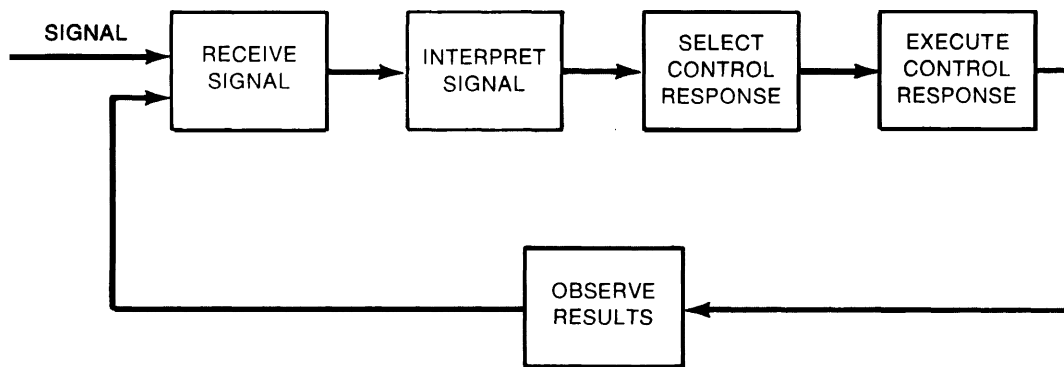 SIGNAL
RECEIVE
SIGNAL
INTERPRET
SIGNAL
SELECT
CONTROL
RESPONSE
EXECUTE
CONTROL
RESPONSE
OBSERVE
RESULTS